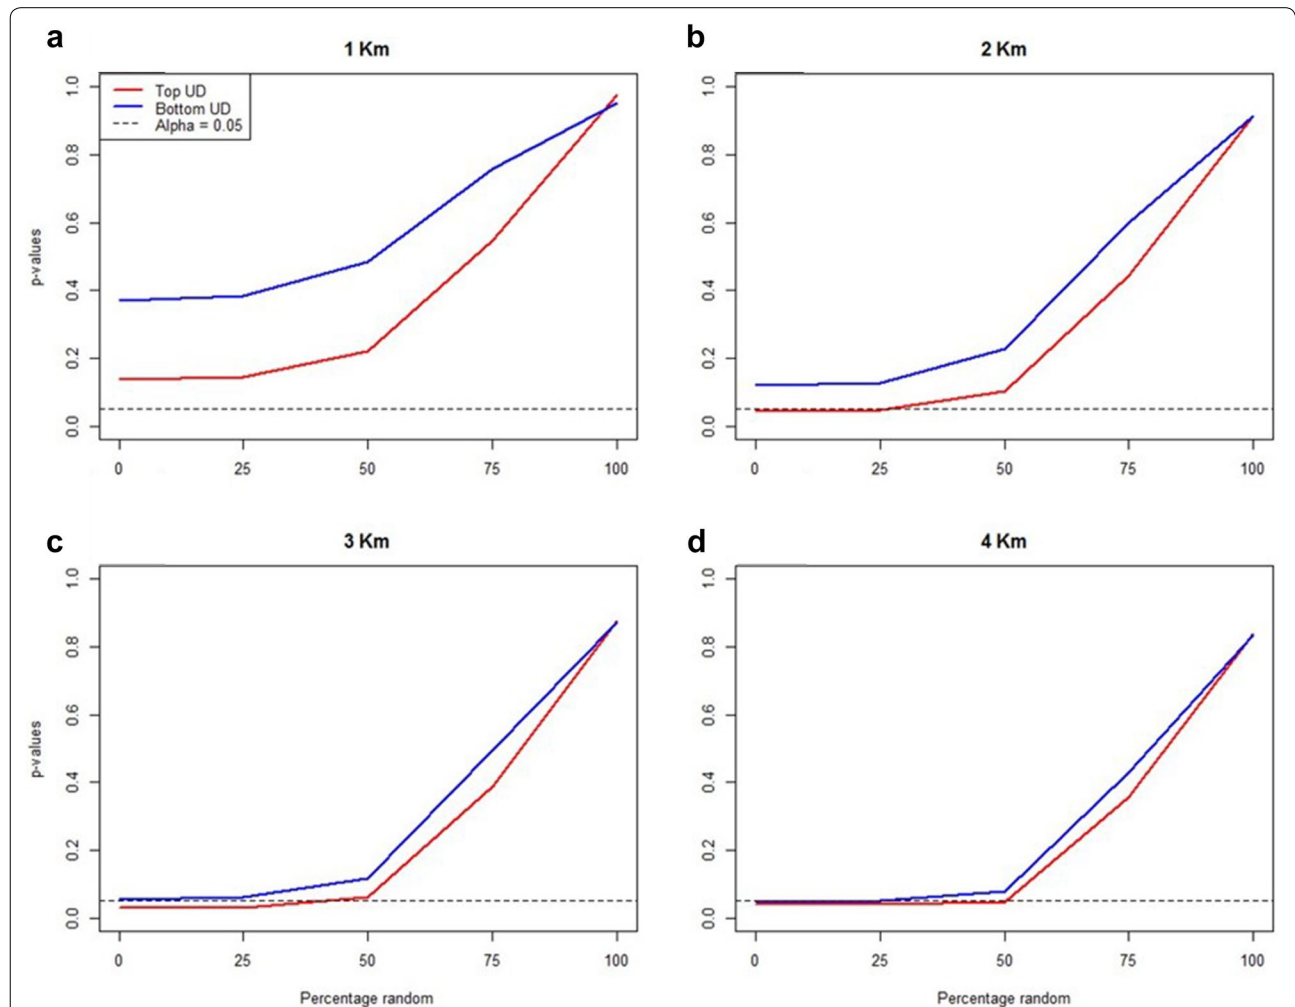 a
1 Km
Top UD
Bottom UD
Alpha = 0.05
p-values
0.0 0.2 0.4 0.6 0.8 1.0
0 25 50 75 100
b
2 Km
0.0 0.2 0.4 0.6 0.8 1.0
0 25 50 75 100
c
3 Km
p-values
0.0 0.2 0.4 0.6 0.8 1.0
0 25 50 75 100
Percentage random
d
4 Km
0.0 0.2 0.4 0.6 0.8 1.0
0 25 50 75 100
Percentage random